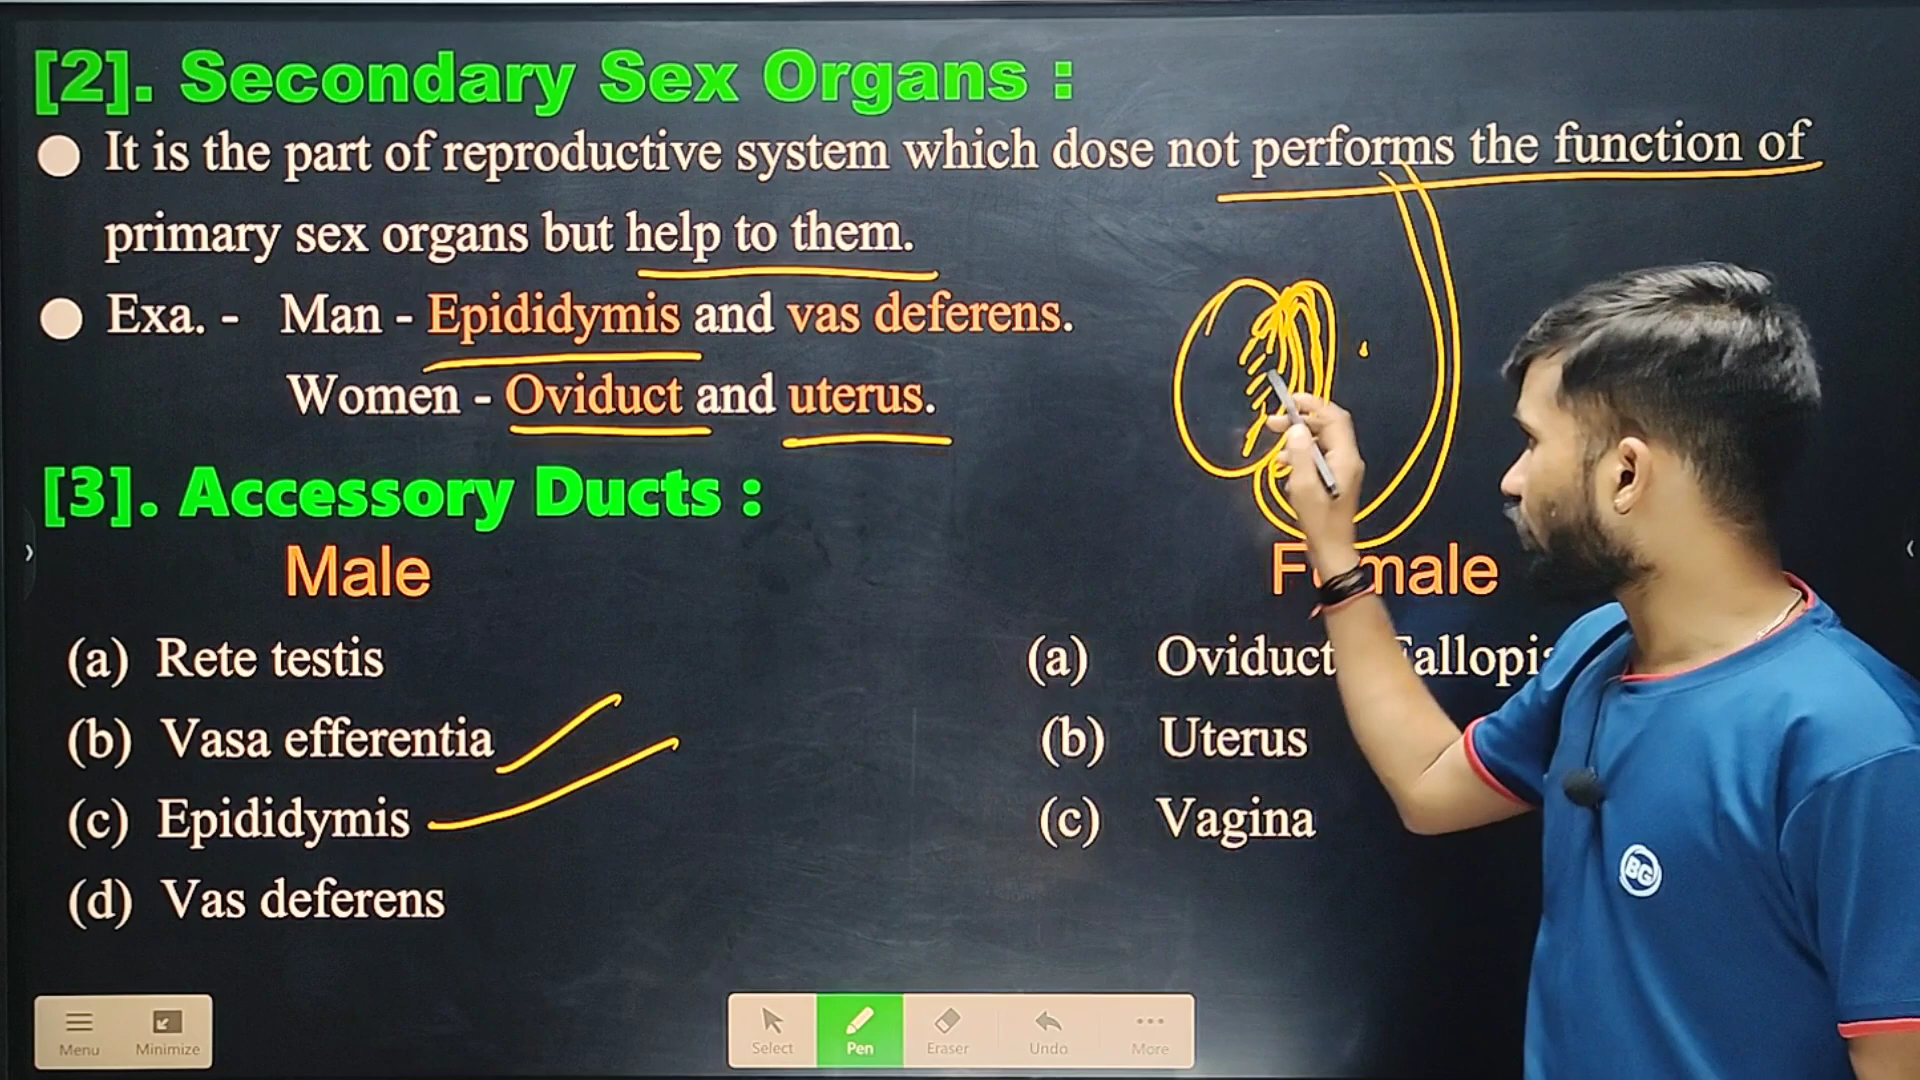 [2]. Secondary Sex Organs :
It is the part of reproductive system which dose not performs the function of
primary sex organs but help to them.
Exa. - Man - Epididymis and vas deferens.
Women - Oviduct and uterus.
[3]. Accessory Ducts :
Male
Female
(a) Rete testis
(a) Oviduct
(b) Vasa efferentia
(b) Uterus
(c) Epididymis
(c) Vagina
(d) Vas deferens
BG
Menu Minimize
Select Pen Eraser Undo More